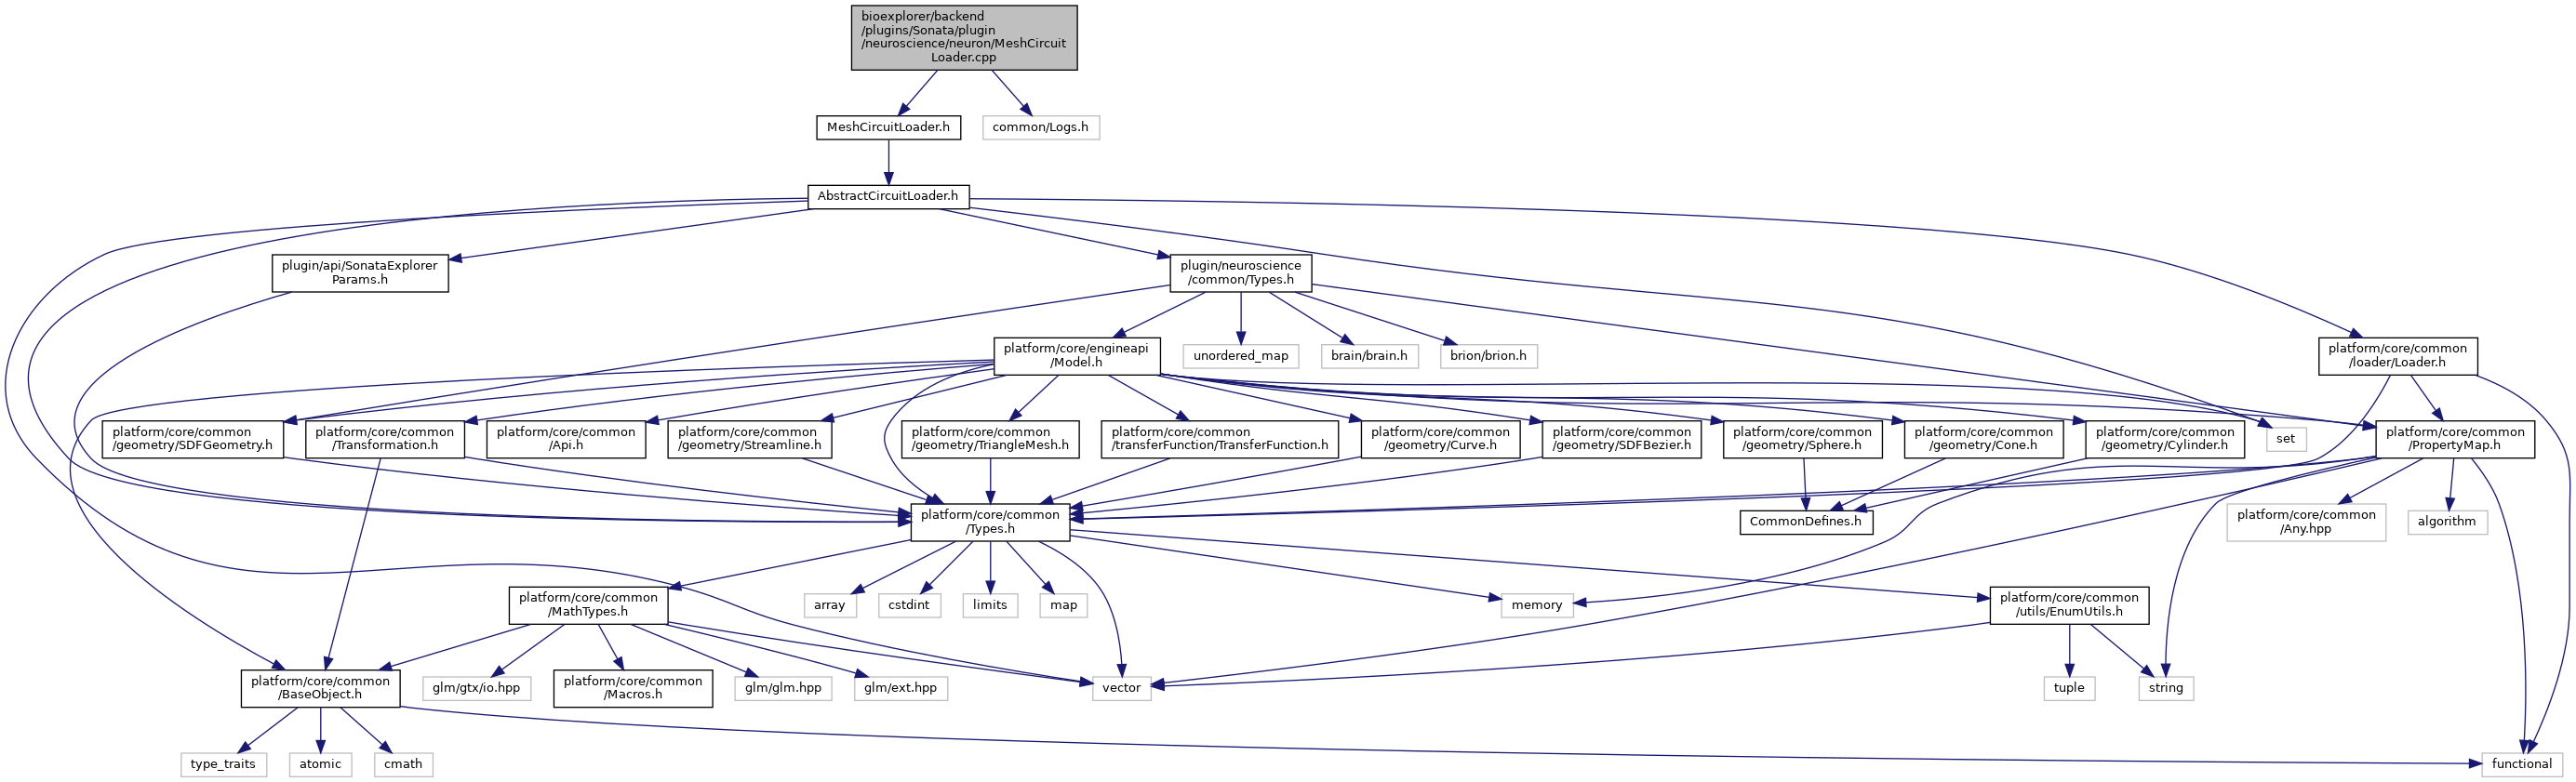 bioexplorer/backend
/plugins/Sonata/plugin
/neuroscience/neuron/MeshCircuit
Loader.cpp
MeshCircuitLoader.h
common/Logs.h
AbstractCircuitLoader.h
plugin/api/SonataExplorer
Params.h
plugin/neuroscience
/common/Types.h
platform/core/engineapi
/Model.h
unordered_map
brain/brain.h
brion/brion.h
platform/core/common
/loader/Loader.h
platform/core/common
/geometry/SDFGeometry.h
platform/core/common
/Transformation.h
platform/core/common
/Api.h
platform/core/common
/geometry/Streamline.h
platform/core/common
/geometry/TriangleMesh.h
platform/core/common
/transferFunction/TransferFunction.h
platform/core/common
/geometry/Curve.h
platform/core/common
/geometry/SDFBezier.h
platform/core/common
/geometry/Sphere.h
platform/core/common
/geometry/Cone.h
platform/core/common
/geometry/Cylinder.h
set
platform/core/common
/PropertyMap.h
platform/core/common
/Types.h
CommonDefines.h
platform/core/common
/Any.hpp
algorithm
platform/core/common
/MathTypes.h
array
cstdint
limits
map
memory
platform/core/common
/utils/EnumUtils.h
platform/core/common
/BaseObject.h
glm/gtx/io.hpp
platform/core/common
/Macros.h
glm/glm.hpp
glm/ext.hpp
vector
tuple
string
type_traits
atomic
cmath
functional